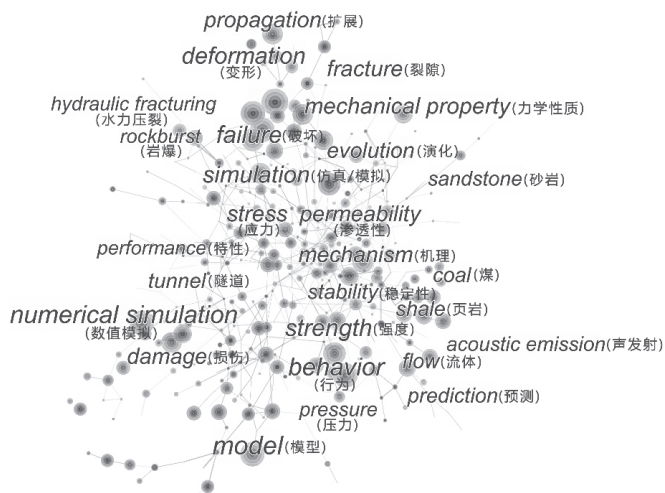 propagation(扩展)
deformation
(变形)
fracture(裂隙)
hydraulic fracturing
(水力压裂)
mechanical property(力学性质)
rockburst
(岩爆)
failure(破坏)
evolution(演化)
simulation(仿真/模拟)
sandstone(砂岩)
stress
(应力)
permeability
(渗透性)
performance(特性)
mechanism(机理)
tunnel(隧道)
coal(煤)
stability(稳定性)
numerical simulation
(数值模拟)
shale(页岩)
strength(强度)
acoustic emission(声发射)
damage(损伤)
behavior
(行为)
flow(流体)
prediction(预测)
pressure
(压力)
model(模型)